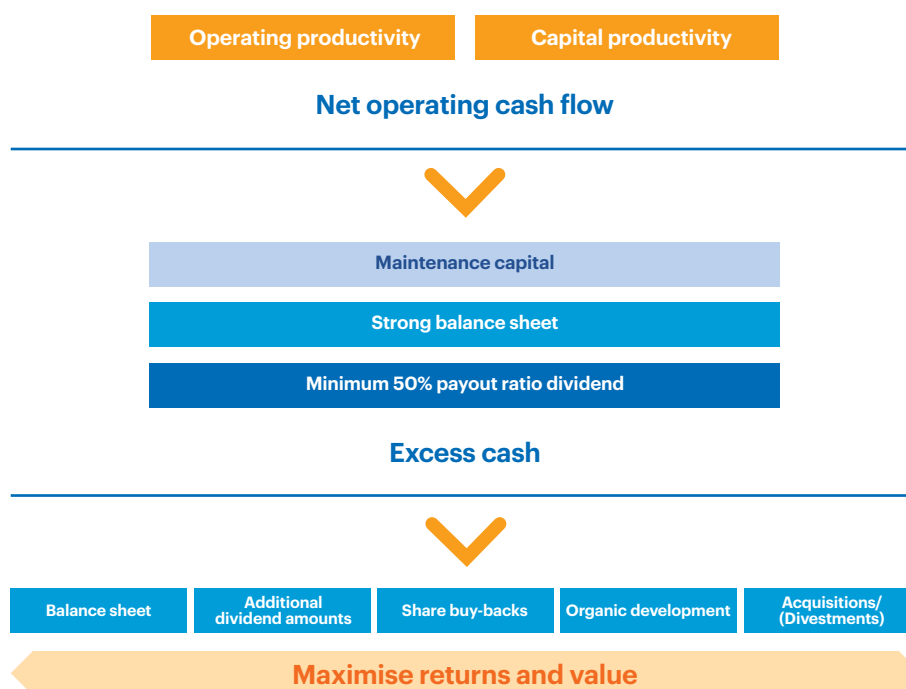 Operating productivity
Capital productivity
Net operating cash flow
Maintenance capital
Strong balance sheet
Minimum 50% payout ratio dividend
Excess cash
Balance sheet
Additional
dividend amounts
Share buy-backs
Organic development
Acquisitions/
(Divestments)
Maximise returns and value